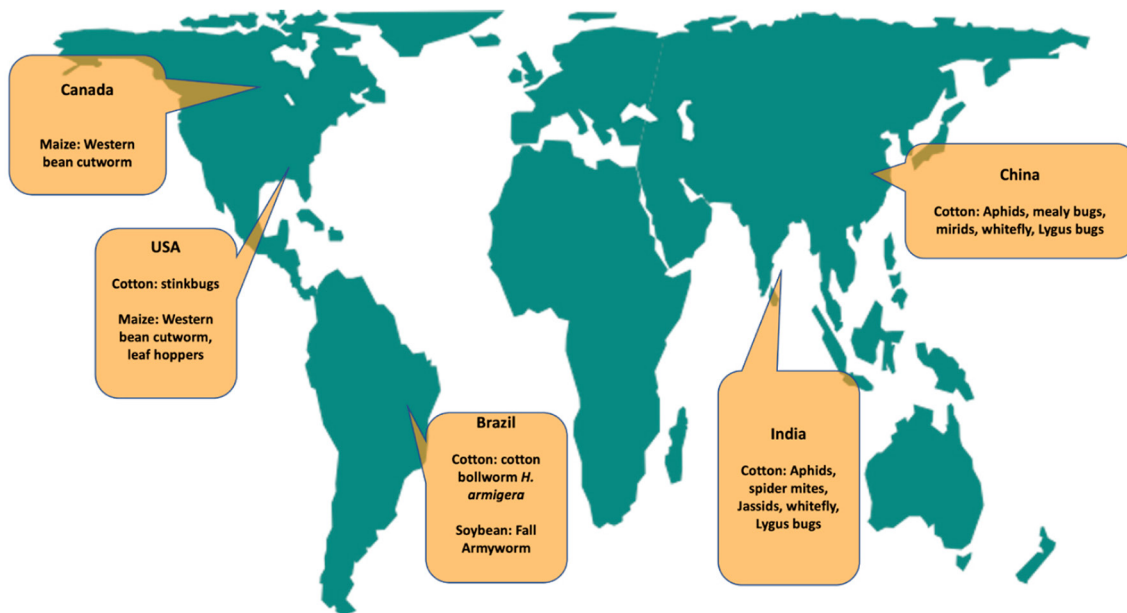 Canada
Maize: Western
bean cutworm
USA
Cotton: stinkbugs
Maize: Western
bean cutworm,
leaf hoppers
Brazil
Cotton: cotton
bollworm H.
armigera
Soybean: Fall
Armyworm
India
Cotton: Aphids,
spider mites,
Jassids, whitefly,
Lygus bugs
China
Cotton: Aphids, mealy bugs,
mirids, whitefly, Lygus bugs